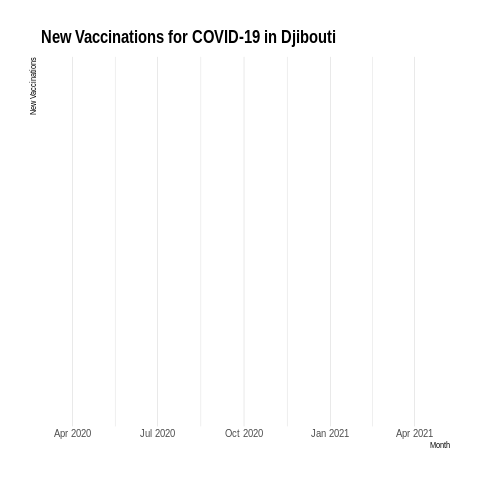 New Vaccinations for COVID-19 in Djibouti
New Vaccinations
Apr 2020 Jul 2020 Oct 2020 Jan 2021 Apr 2021
Month